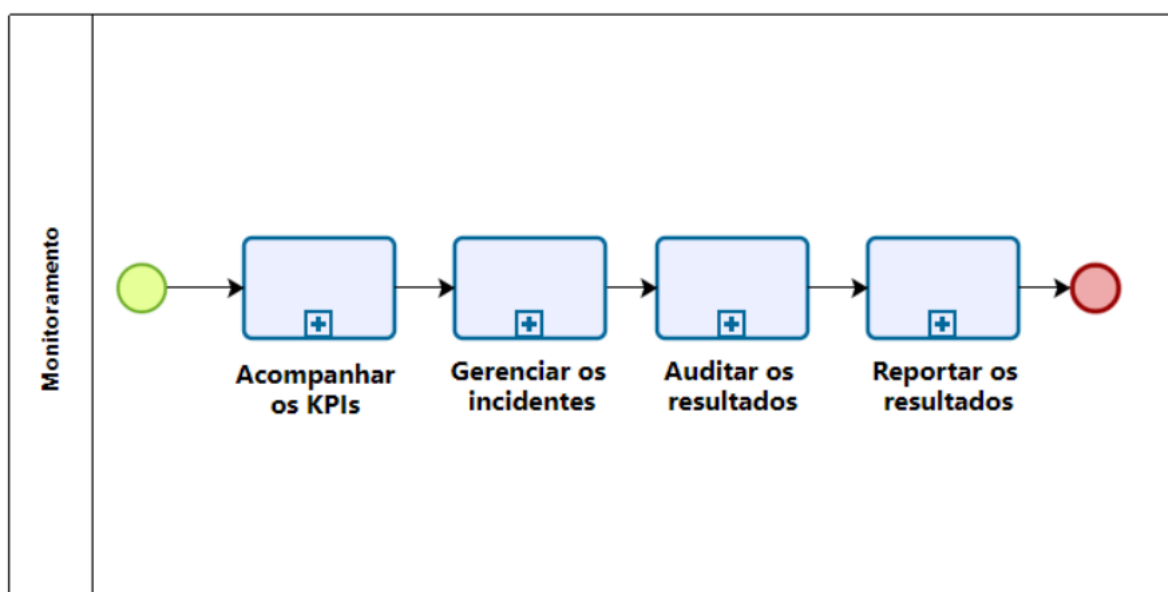 Monitoramento
Acompanhar
os KPIs
Gerenciar os
incidentes
Auditar os
resultados
Reportar os
resultados